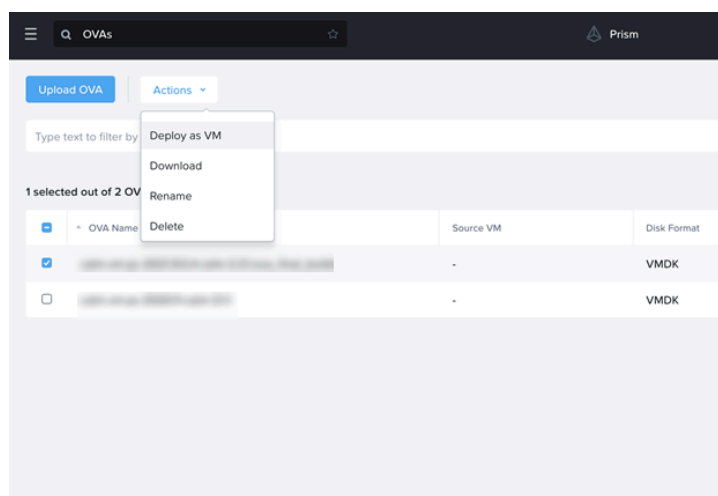 OVAs
Prism
Upload OVA
Actions
Type text to filter by
Deploy as VM
Download
1 selected out of 2 OV
Rename
Delete
OVA Name
Source VM
Disk Format
-
VMDK
-
VMDK